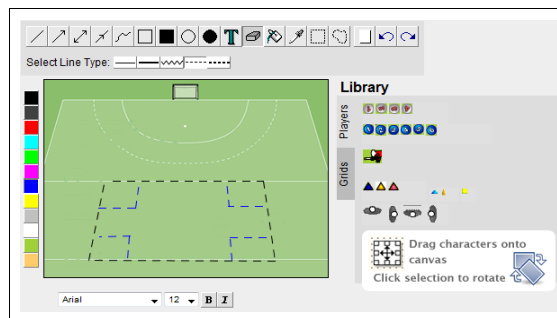 T
Select Line Type:
Library
Players
Grids
Drag characters onto
canvas
Click selection to rotate
Arial
12
B
I